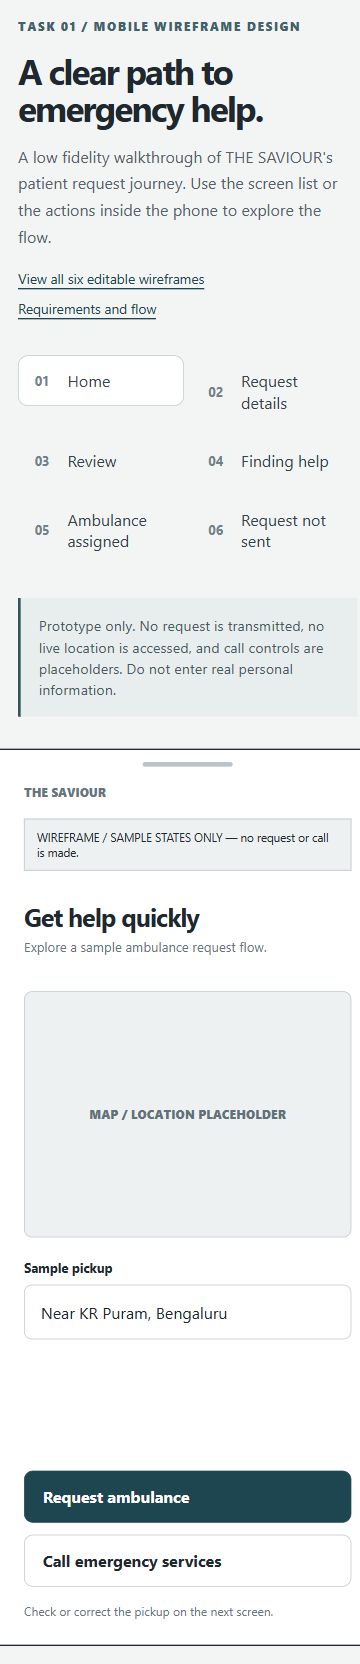 TASK 01 / MOBILE WIREFRAME DESIGN
A clear path to
emergency help.
A low fidelity walkthrough of THE SAVIOUR's
patient request journey. Use the screen list or
the actions inside the phone to explore the
flow.
View all six editable wireframes
Requirements and flow
01 Home
02 Request
details
03 Review
04 Finding help
05 Ambulance
assigned
06 Request not
sent
Prototype only. No request is transmitted, no
live location is accessed, and call controls are
placeholders. Do not enter real personal
information.
THE SAVIOUR
WIREFRAME / SAMPLE STATES ONLY — no request or call
is made.
Get help quickly
Explore a sample ambulance request flow.
MAP / LOCATION PLACEHOLDER
Sample pickup
Near KR Puram, Bengaluru
Request ambulance
Call emergency services
Check or correct the pickup on the next screen.